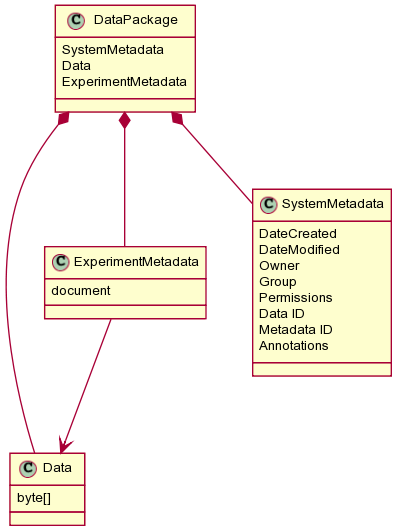 C DataPackage
SystemMetadata
Data
ExperimentMetadata
C SystemMetadata
DateCreated
DateModified
Owner
Group
Permissions
Data ID
Metadata ID
Annotations
C ExperimentMetadata
document
C Data
byte[]